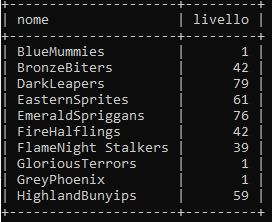 nome | livello
BlueMummies | 1
BronzeBiters | 42
DarkLeapers | 79
EasternSprites | 61
EmeraldSpriggans | 76
FireHalflings | 42
FlameNight Stalkers | 39
GloriousTerrors | 1
GreyPhoenix | 1
HighlandBunyips | 59